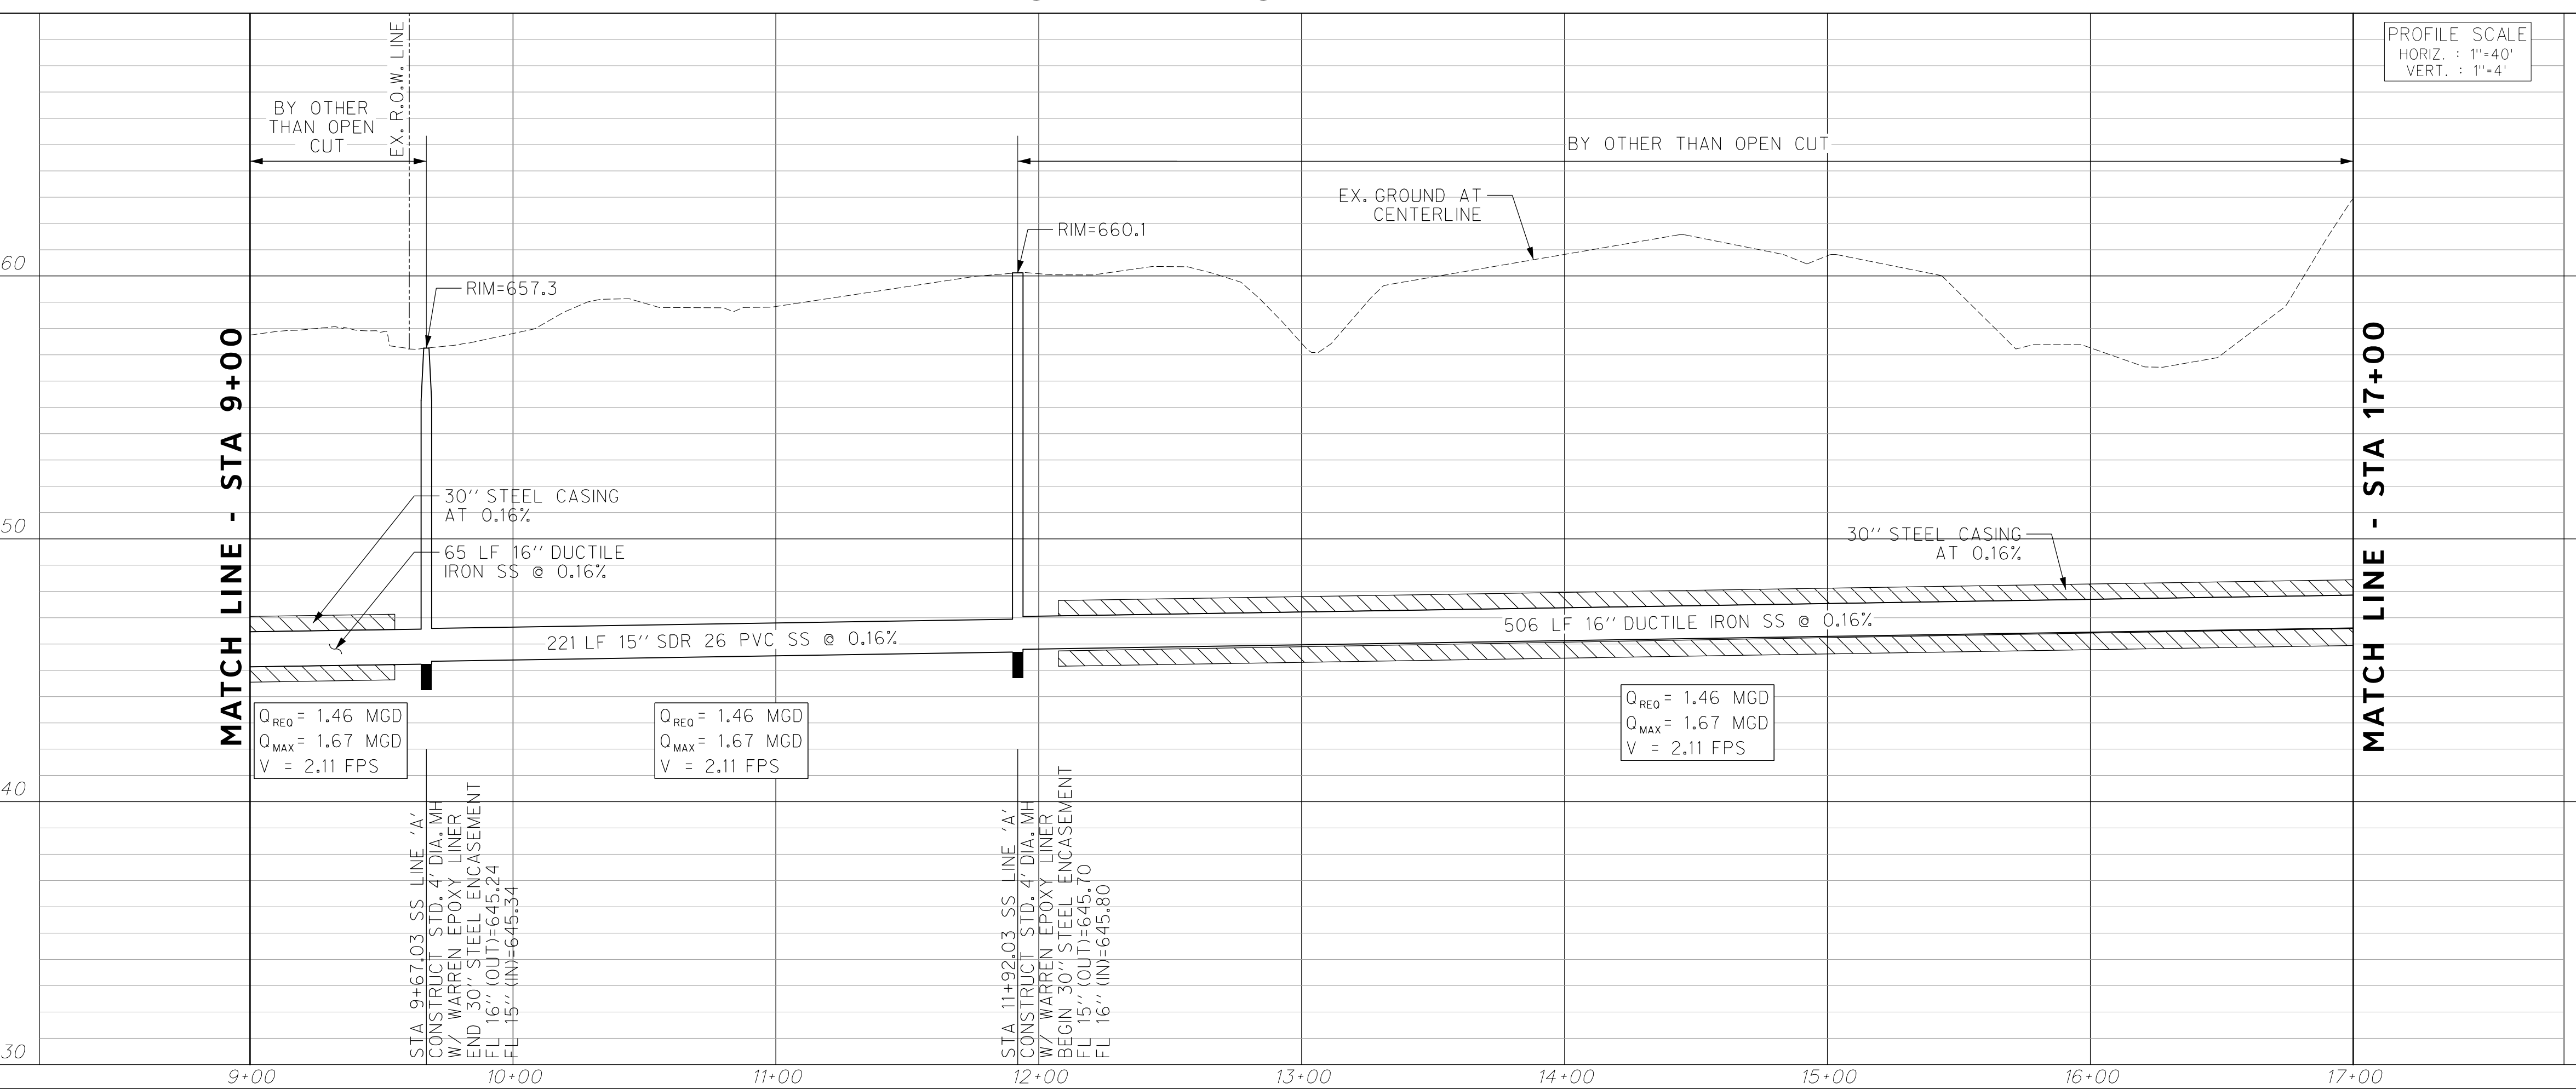 PROFILE SCALE
HORIZ. : 1"=40'
VERT. : 1"=4'
EX. R.O.W. LINE
BY OTHER
THAN OPEN
CUT
BY OTHER THAN OPEN CUT
EX. GROUND AT
CENTERLINE
RIM=660.1
RIM=657.3
60
50
40
30
MATCH LINE - STA 9+00
MATCH LINE - STA 17+00
30'' STEEL CASING
AT 0.16%
65 LF 16'' DUCTILE
IRON SS @ 0.16%
30'' STEEL CASING
AT 0.16%
221 LF 15'' SDR 26 PVC SS @ 0.16%
506 LF 16'' DUCTILE IRON SS @ 0.16%
QREQ = 1.46 MGD
QMAX = 1.67 MGD
V = 2.11 FPS
QREQ = 1.46 MGD
QMAX = 1.67 MGD
V = 2.11 FPS
QREQ = 1.46 MGD
QMAX = 1.67 MGD
V = 2.11 FPS
STA 9+67.03 SS LINE 'A'
CONSTRUCT STD. 4' DIA. MH
W/ WARREN EPOXY LINER
END 30'' STEEL ENCASEMENT
FL 16'' (OUT)=645.24
FL 15'' (IN)=645.34
STA 11+92.03 SS LINE 'A'
CONSTRUCT STD. 4' DIA. MH
W/ WARREN EPOXY LINER
BEGIN 30'' STEEL ENCASEMENT
FL 15'' (OUT)=645.70
FL 16'' (IN)=645.80
9+00 10+00 11+00 12+00 13+00 14+00 15+00 16+00 17+00